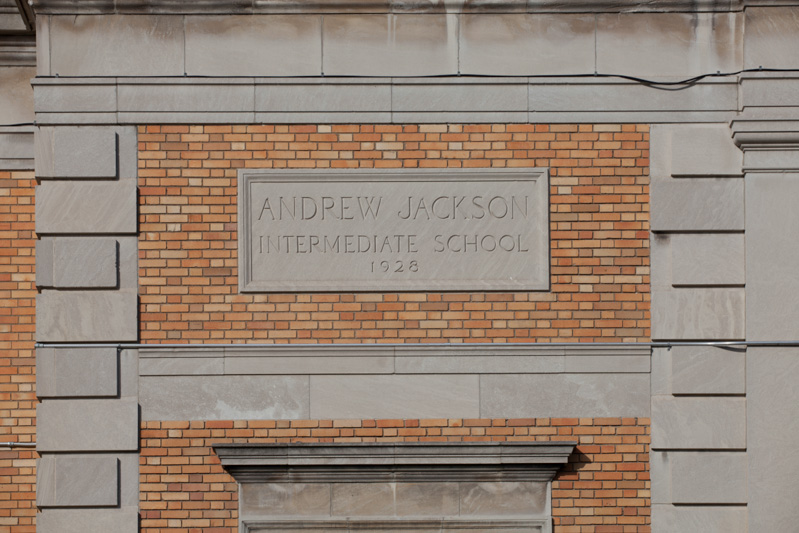 ANDREW JACKSON
INTERMEDIATE SCHOOL
1928